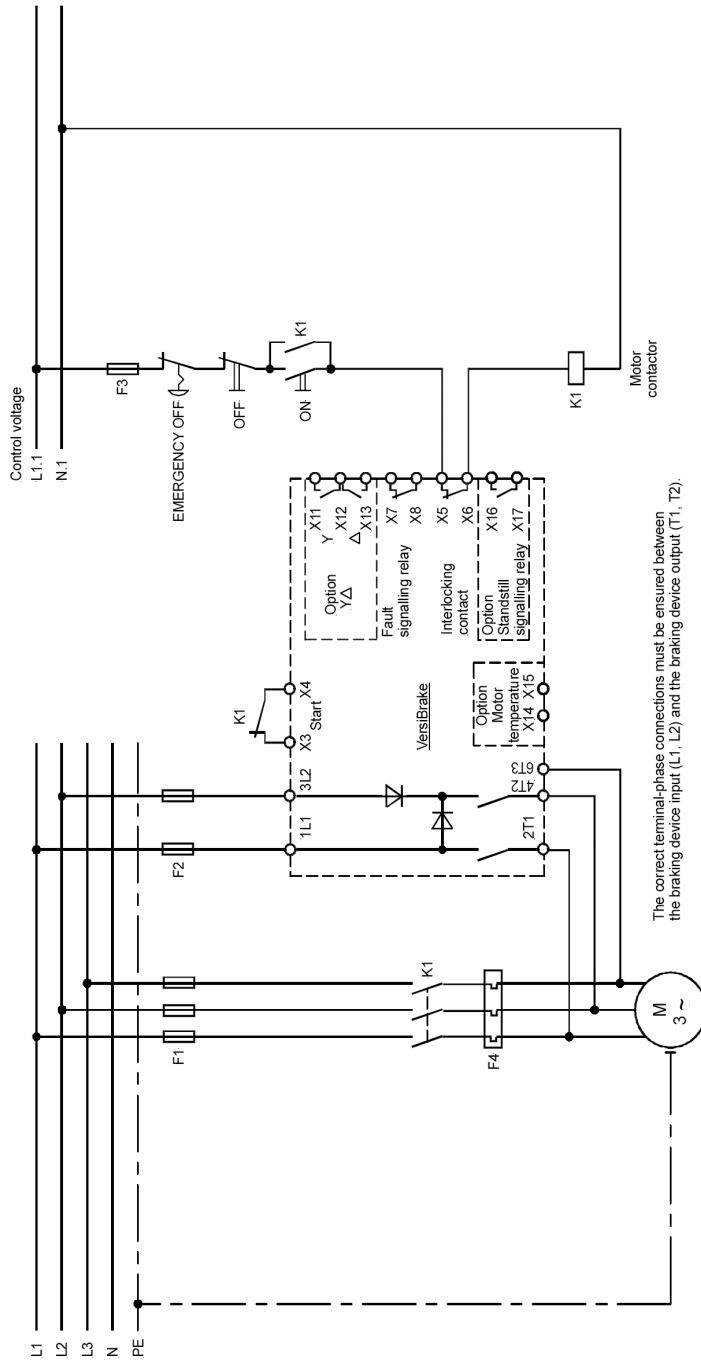 Control voltage
L1.1
N.1
L1
L2
L3
N
PE
F1
F2
F3
EMERGENCY OFF
OFF
ON
K1
K1
X3
X4
Start
1L1
3L2
Option
YΔ
X11
Y
X12
Δ
X13
Fault
signalling relay
X7
X8
Interlocking
contact
X5
X6
Option
Standstill
signalling relay
X16
X17
VersiBrake
Option
Motor
temperature
X14
X15
2T1
4T2
6T3
K1
F4
M
3 ~
K1
Motor
contactor
The correct terminal-phase connections must be ensured between
the braking device input (L1, L2) and the braking device output (T1, T2).